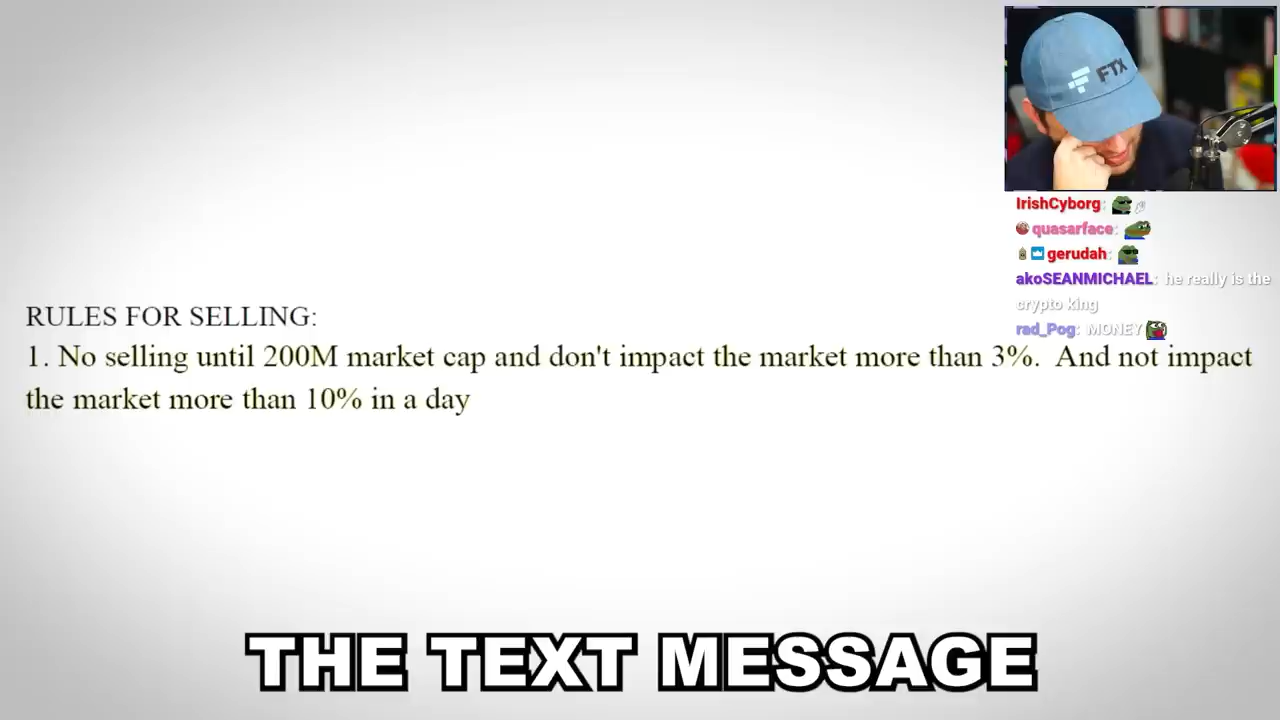 FTX
IrishCyborg:
quasarface:
gerudah:
akoSEANMICHAEL: he really is the
crypto king
rad_Pog: MONEY
RULES FOR SELLING:
1. No selling until 200M market cap and don't impact the market more than 3%.  And not impact
the market more than 10% in a day
THE TEXT MESSAGE